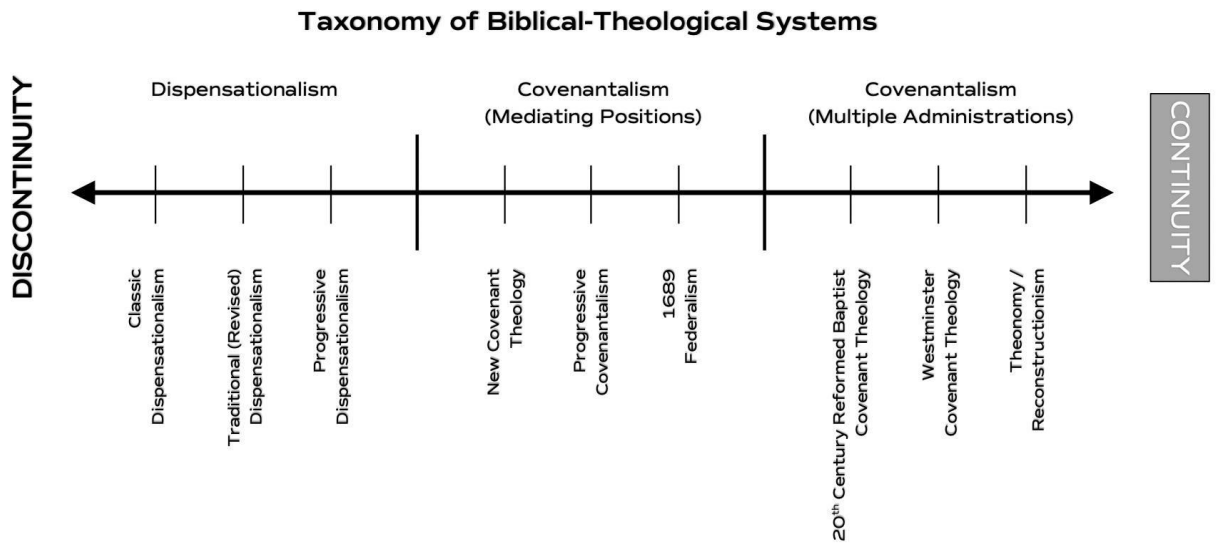 Taxonomy of Biblical-Theological Systems
DISCONTINUITY
Dispensationalism
Covenantalism
(Mediating Positions)
Covenantalism
(Multiple Administrations)
CONTINUITY
Classic
Dispensationalism
Traditional (Revised)
Dispensationalism
Progressive
Dispensationalism
New Covenant
Theology
Progressive
Covenantalism
1689
Federalism
20th Century Reformed Baptist
Covenant Theology
Westminster
Covenant Theology
Theonomy /
Reconstructionism